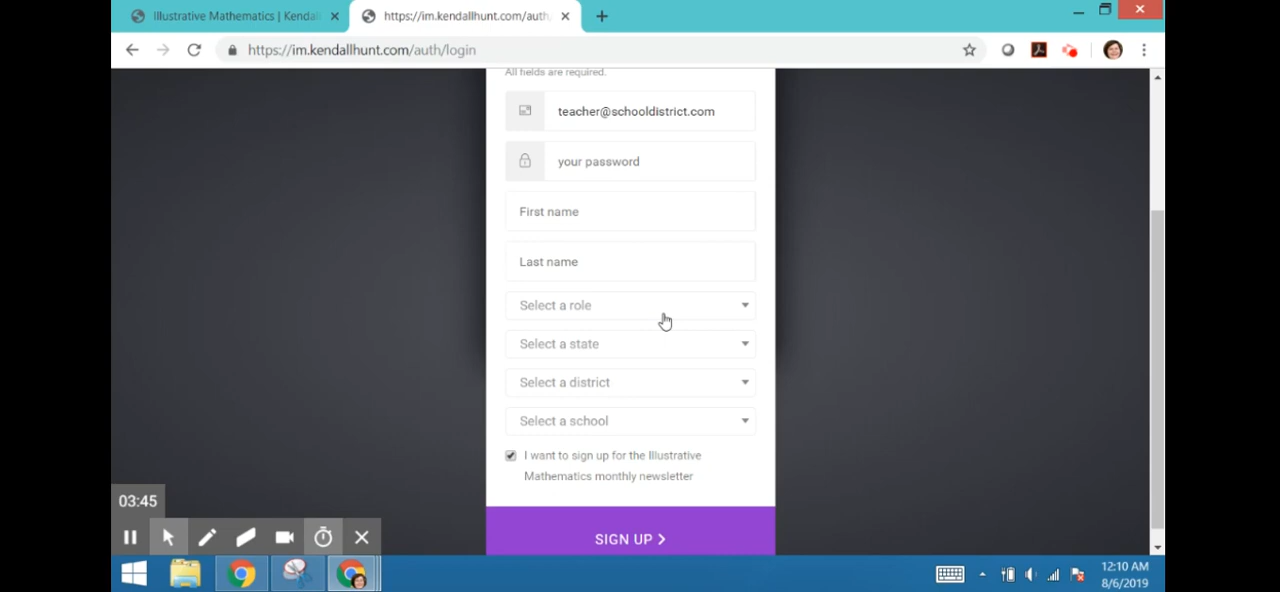 Illustrative Mathematics | Kendal
https://im.kendallhunt.com/auth
https://im.kendallhunt.com/auth/login
All fields are required.
teacher@schooldistrict.com
your password
First name
Last name
Select a role
Select a state
Select a district
Select a school
I want to sign up for the Illustrative
Mathematics monthly newsletter
SIGN UP
03:45
12:10 AM
8/6/2019